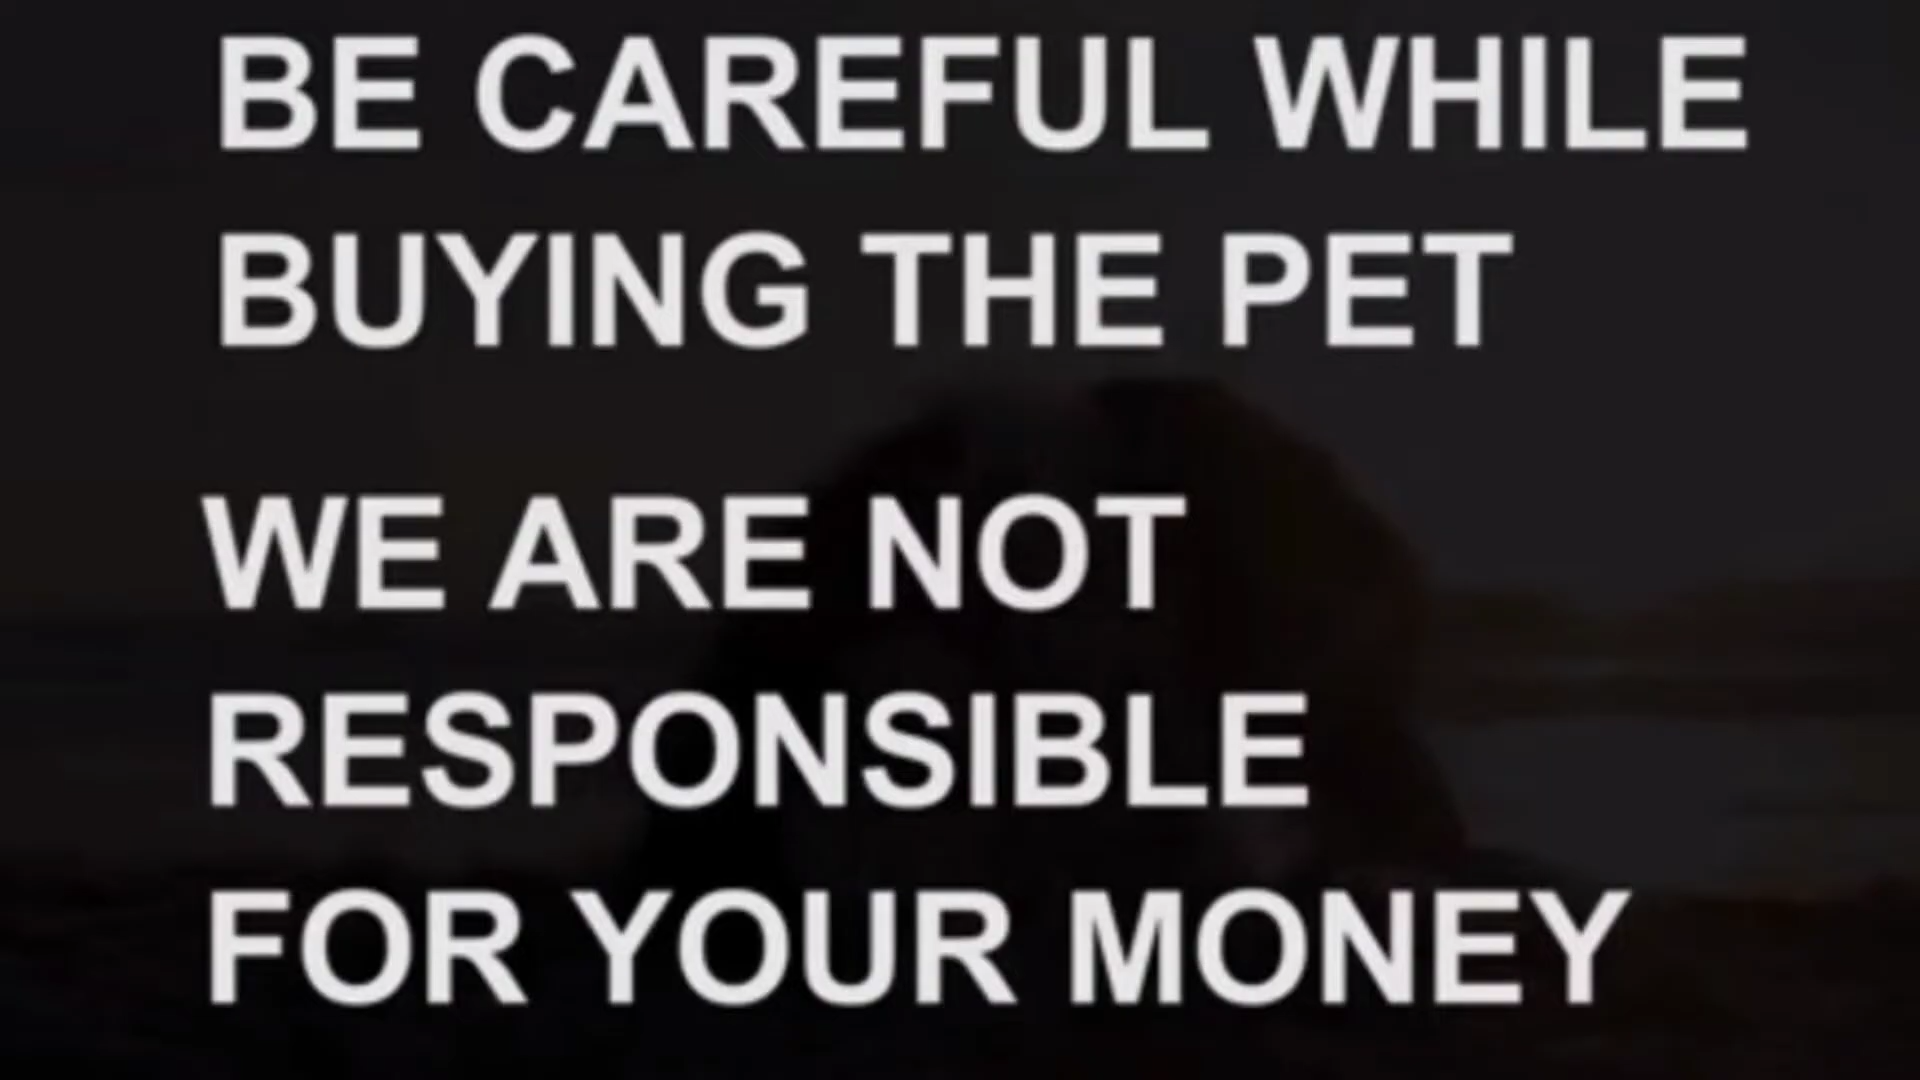 BE CAREFUL WHILE
BUYING THE PET
WE ARE NOT
RESPONSIBLE
FOR YOUR MONEY